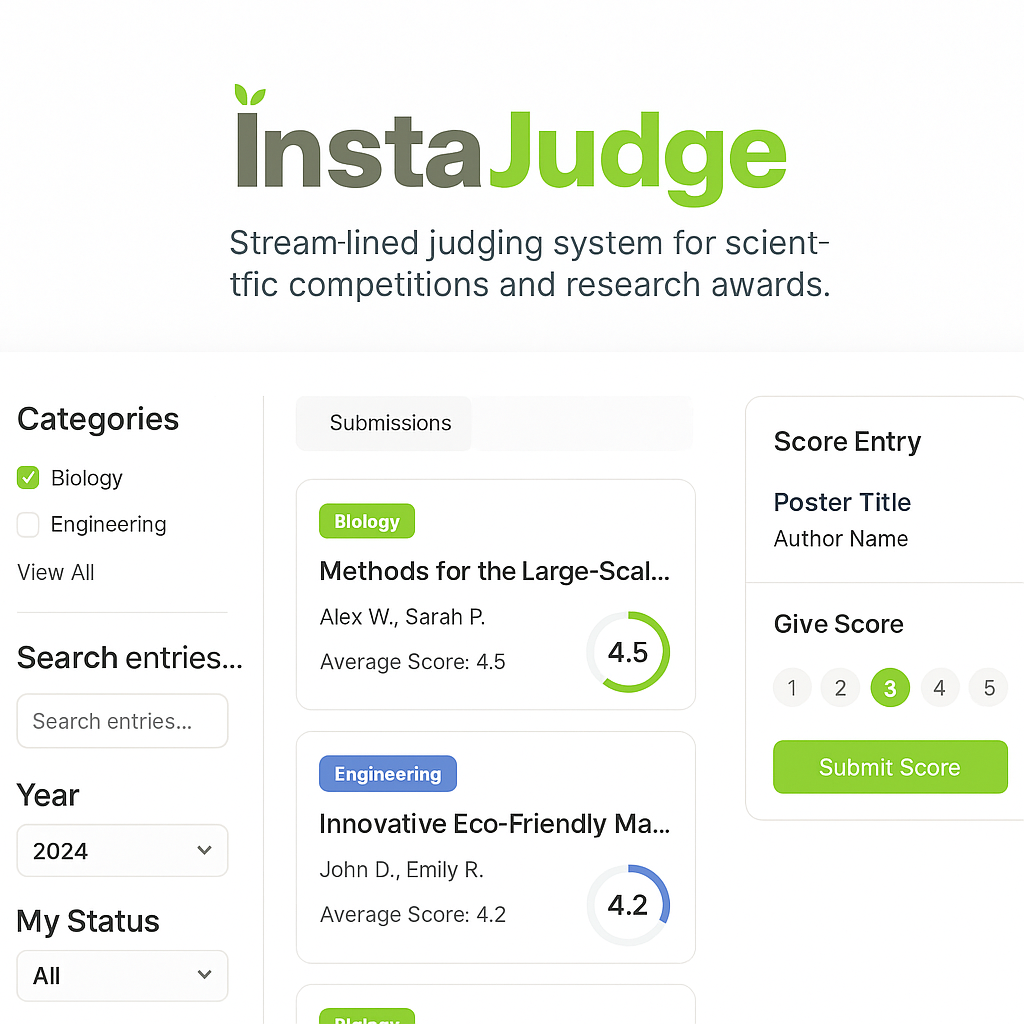 InstaJudge
Stream-lined judging system for scient-
tfic competitions and research awards.
Categories
Biology
Engineering
View All
Search entries...
Search entries...
Year
2024
My Status
All
Submissions
Blology
Methods for the Large-Scal...
Alex W., Sarah P.
Average Score: 4.5
4.5
Engineering
Innovative Eco-Friendly Ma...
John D., Emily R.
Average Score: 4.2
4.2
Score Entry
Poster Title
Author Name
Give Score
1 2 3 4 5
Submit Score